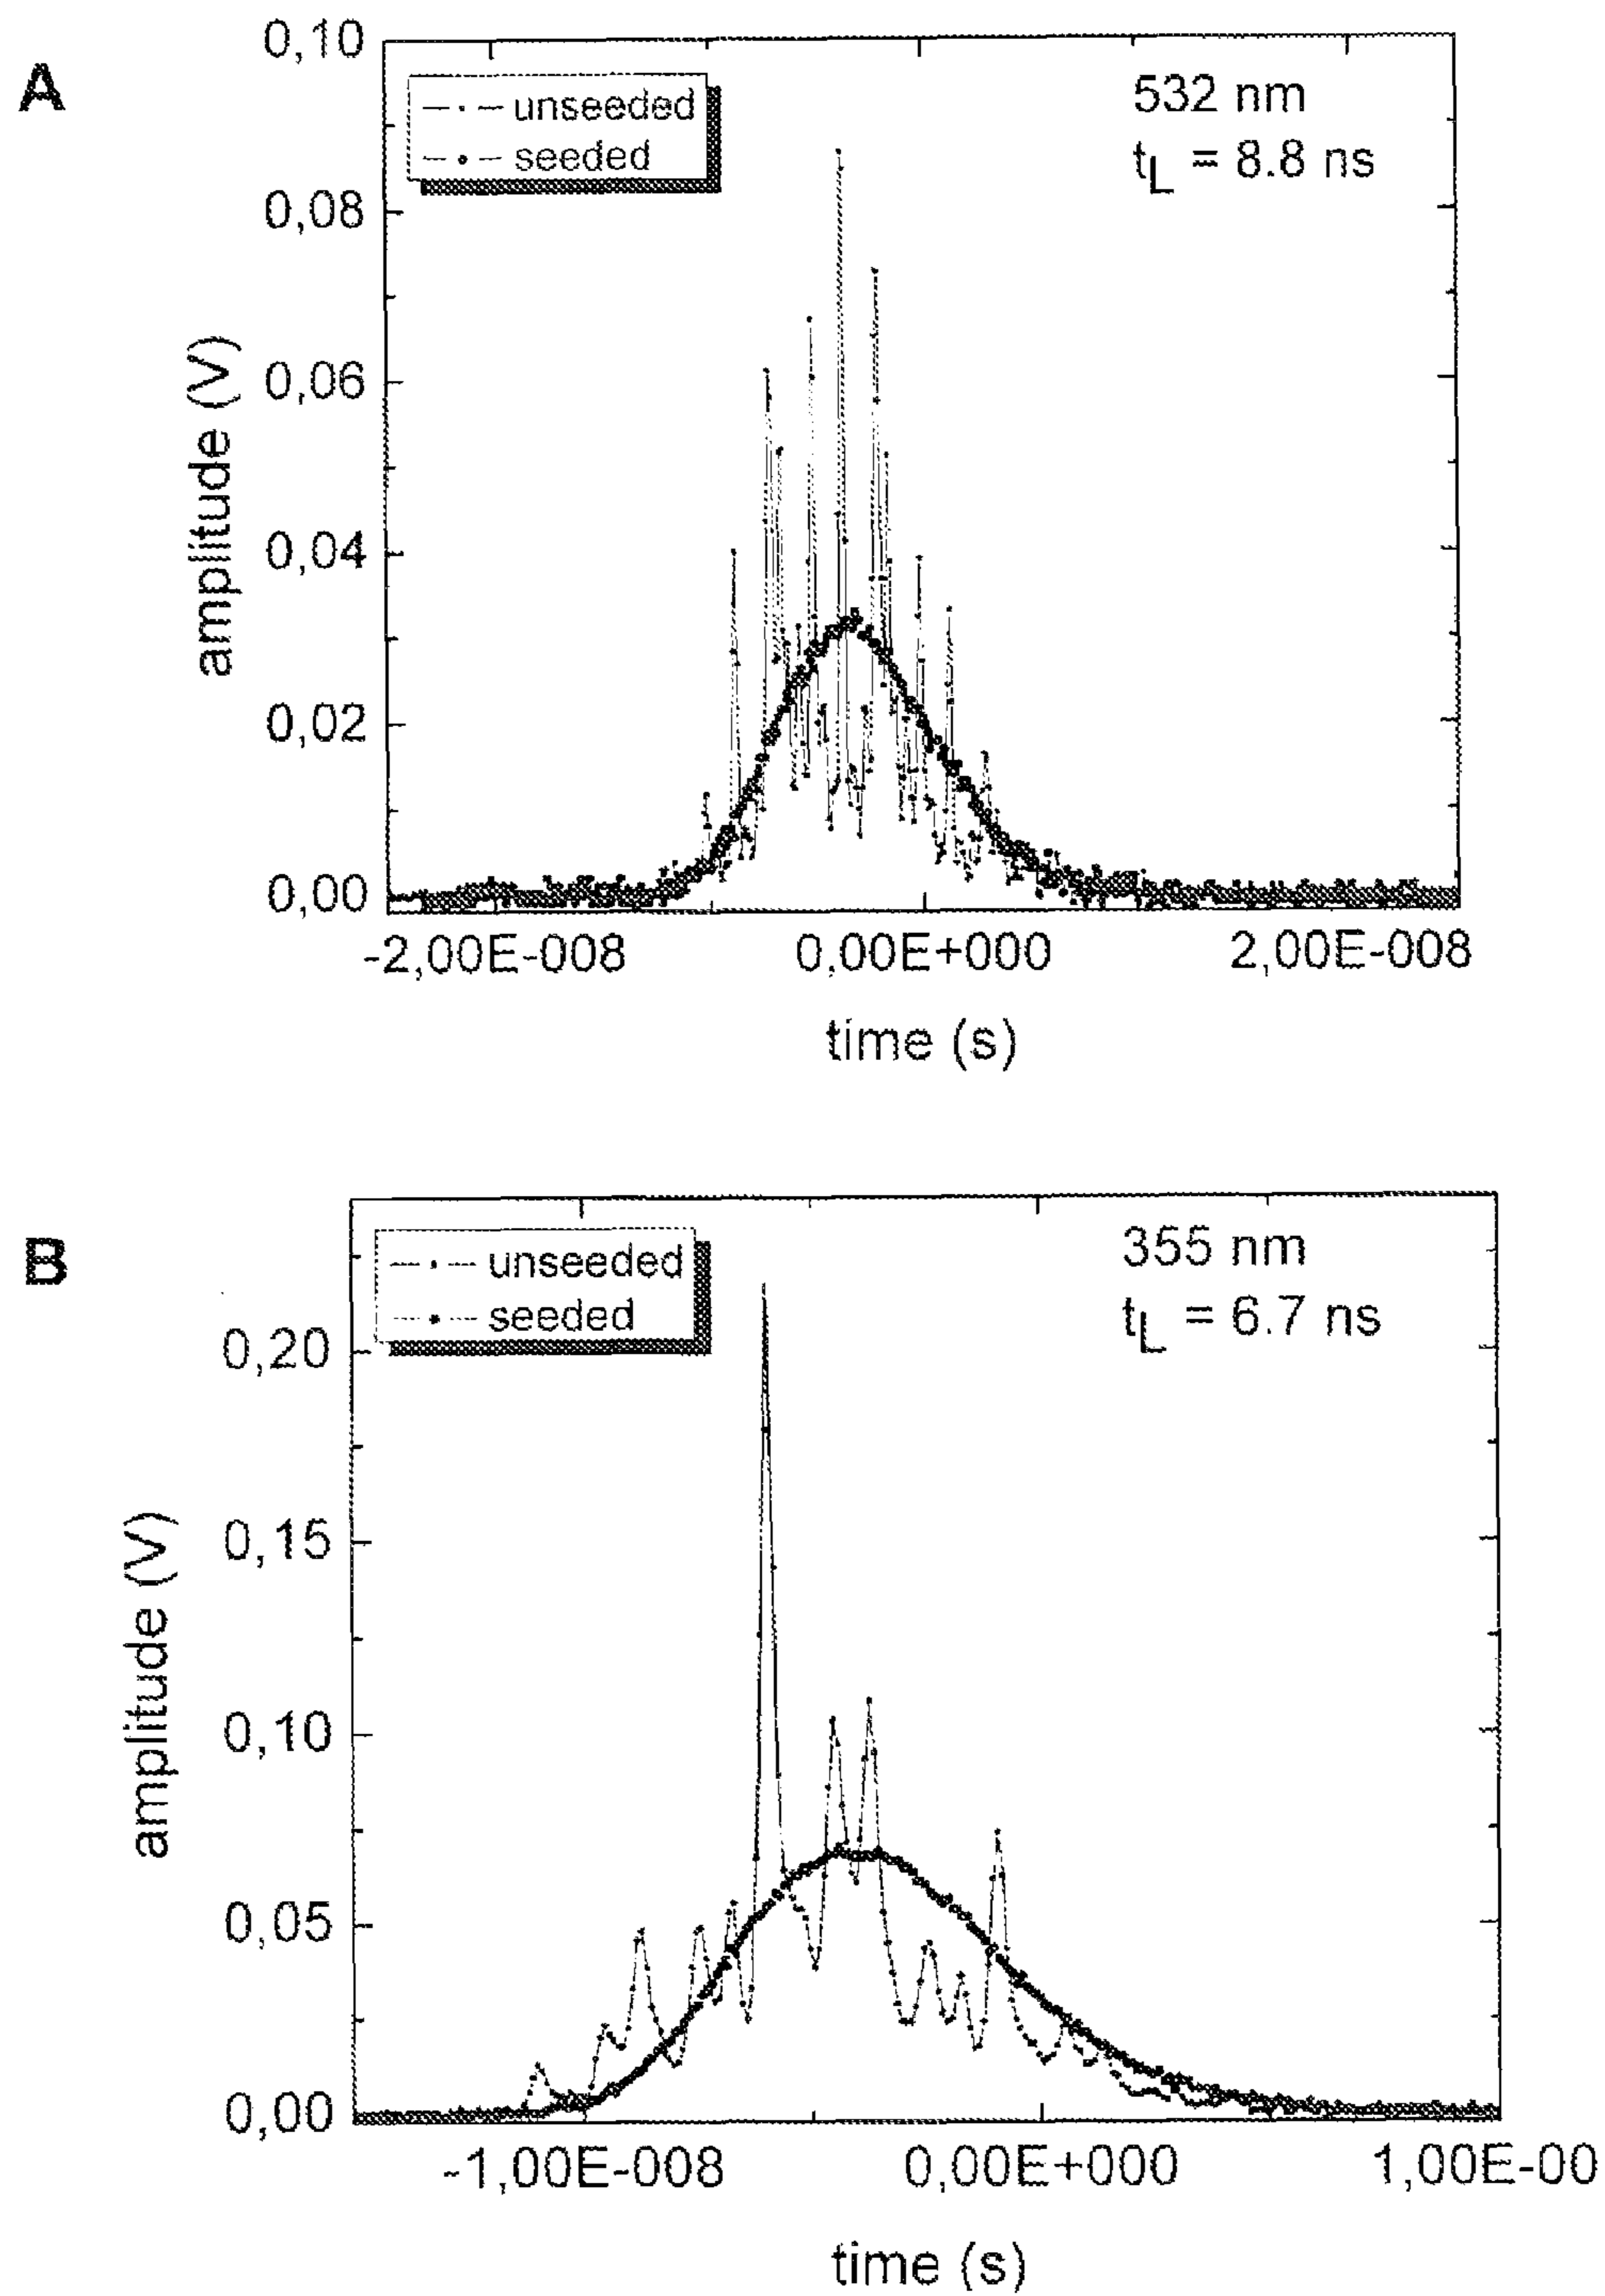 A
0,10
unseeded
seeded
532 nm
tL = 8.8 ns
0,08
0,06
0,04
0,02
0,00
amplitude (V)
-2,00E-008 0,00E+000 2,00E-008
time (s)
B
unseeded
seeded
355 nm
tL = 6.7 ns
0,20
0,15
0,10
0,05
0,00
amplitude (V)
-1,00E-008 0,00E+000 1,00E-00
time (s)